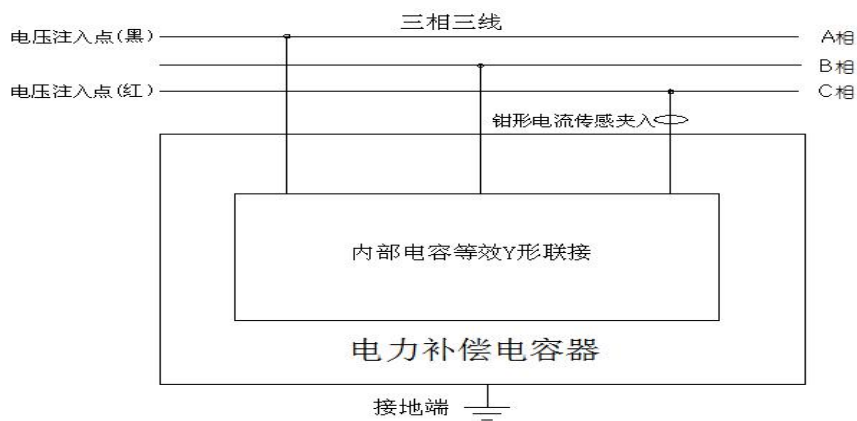 三相三线
电压注入点(黑) A相
B相
电压注入点(红) C相
钳形电流传感夹入
内部电容等效Y形联接
电力补偿电容器
接地端